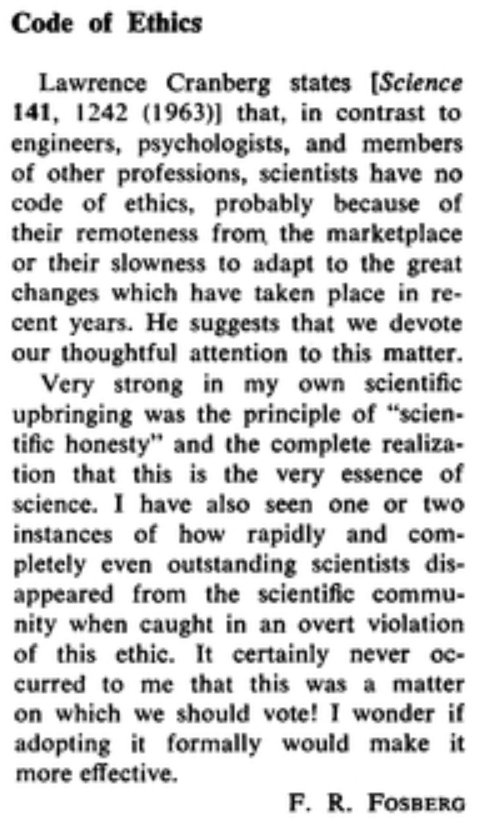 Code of Ethics
Lawrence Cranberg states [Science
141, 1242 (1963)] that, in contrast to
engineers, psychologists, and members
of other professions, scientists have no
code of ethics, probably because of
their remoteness from the marketplace
or their slowness to adapt to the great
changes which have taken place in re-
cent years. He suggests that we devote
our thoughtful attention to this matter.
Very strong in my own scientific
upbringing was the principle of “scien-
tific honesty” and the complete realiza-
tion that this is the very essence of
science. I have also seen one or two
instances of how rapidly and com-
pletely even outstanding scientists dis-
appeared from the scientific commu-
nity when caught in an overt violation
of this ethic. It certainly never oc-
curred to me that this was a matter
on which we should vote! I wonder if
adopting it formally would make it
more effective.
F. R. FOSBERG